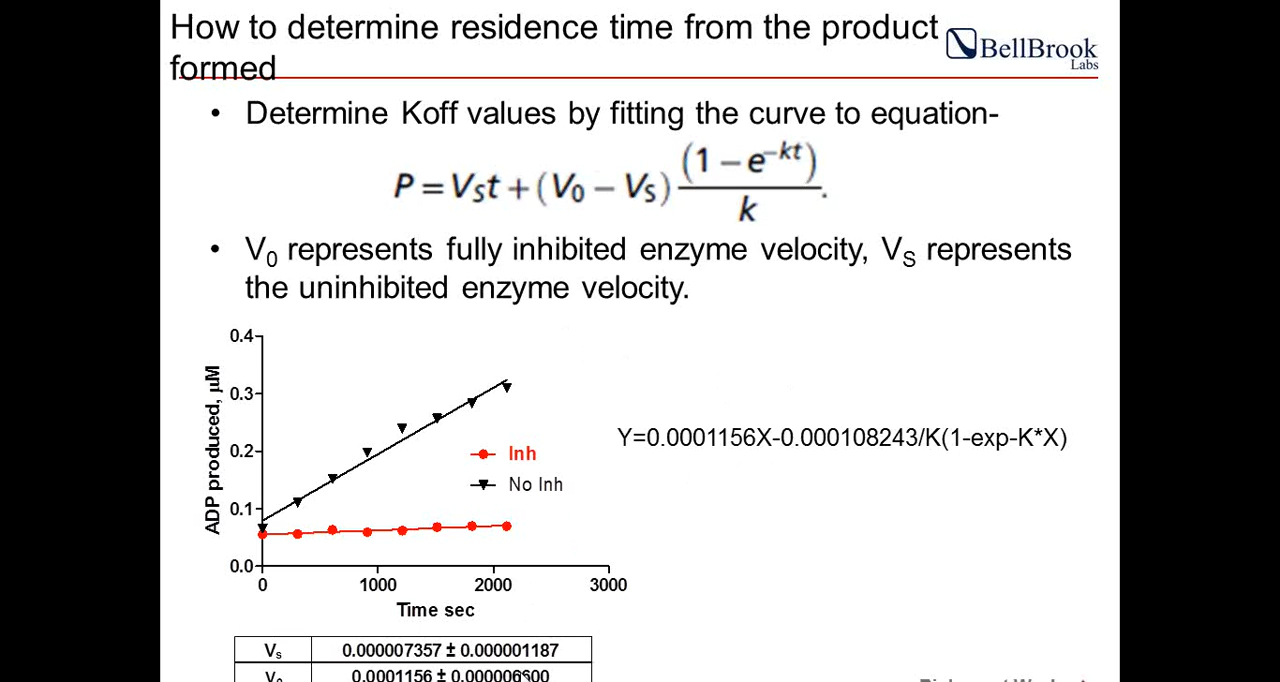 How to determine residence time from the product
formed
BellBrook
Labs
• Determine Koff values by fitting the curve to equation-
P = Vst + (V0 − Vs) (1 − e^−kt) / k.
• V0 represents fully inhibited enzyme velocity, VS represents
the uninhibited enzyme velocity.
0.4
0.3
0.2
0.1
0.0
ADP produced, µM
0 1000 2000 3000
Time sec
Inh
No Inh
Y=0.0001156X-0.000108243/K(1-exp-K*X)
Vs 0.000007357 ± 0.000001187
0.0001156 ±